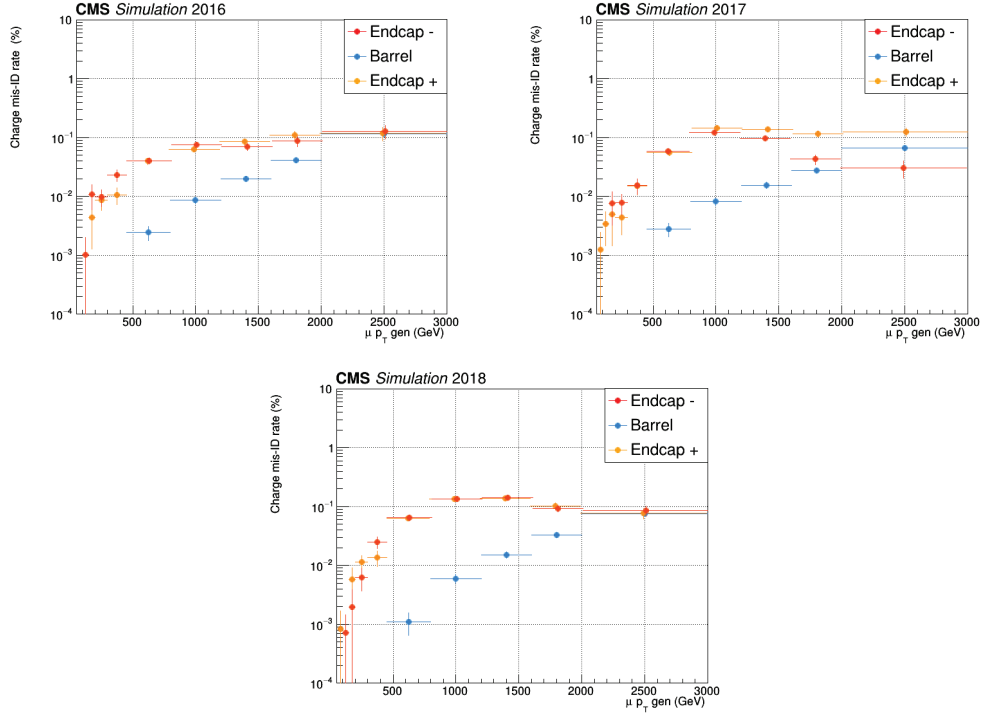 CMS Simulation 2016
Charge mis-ID rate (%)
10
1
10⁻¹
10⁻²
10⁻³
10⁻⁴
Endcap -
Barrel
Endcap +
500 1000 1500 2000 2500 3000
μ p_T gen (GeV)
CMS Simulation 2017
Charge mis-ID rate (%)
10
1
10⁻¹
10⁻²
10⁻³
10⁻⁴
Endcap -
Barrel
Endcap +
500 1000 1500 2000 2500 3000
μ p_T gen (GeV)
CMS Simulation 2018
Charge mis-ID rate (%)
10
1
10⁻¹
10⁻²
10⁻³
10⁻⁴
Endcap -
Barrel
Endcap +
500 1000 1500 2000 2500 3000
μ p_T gen (GeV)